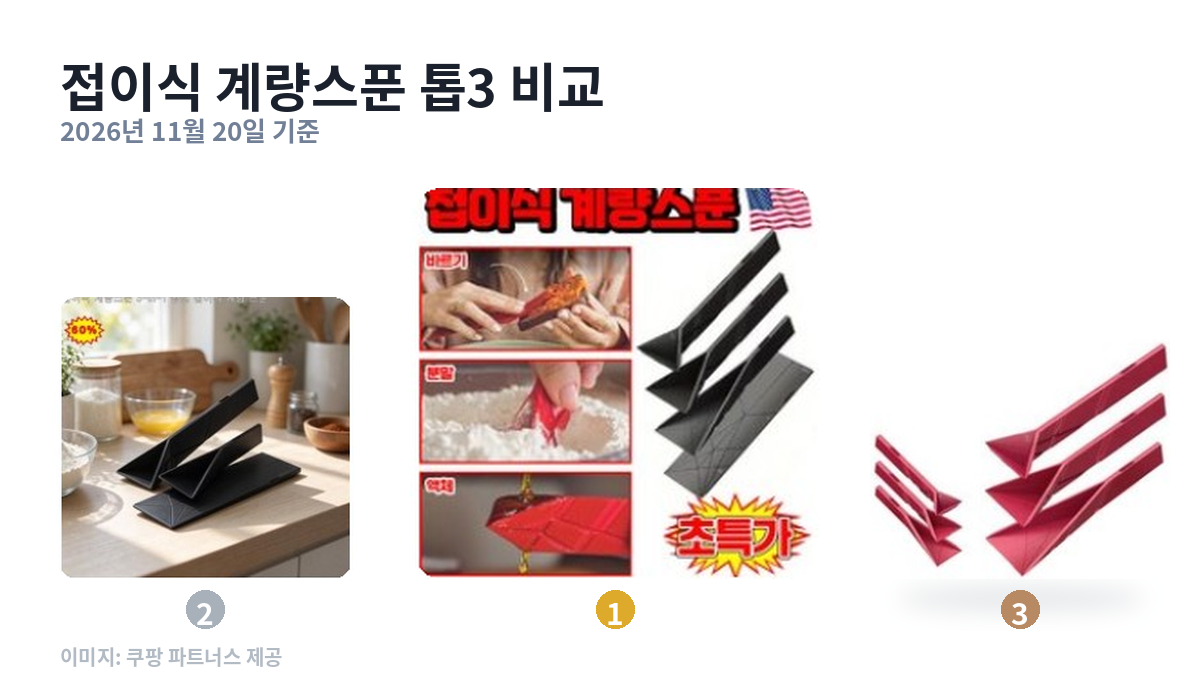 접이식 계량스푼 톱3 비교
2026년 11월 20일 기준
접이식 계량스푼
바르기
분말
액체
초특가
60%
2
1
3
이미지: 쿠팡 파트너스 제공